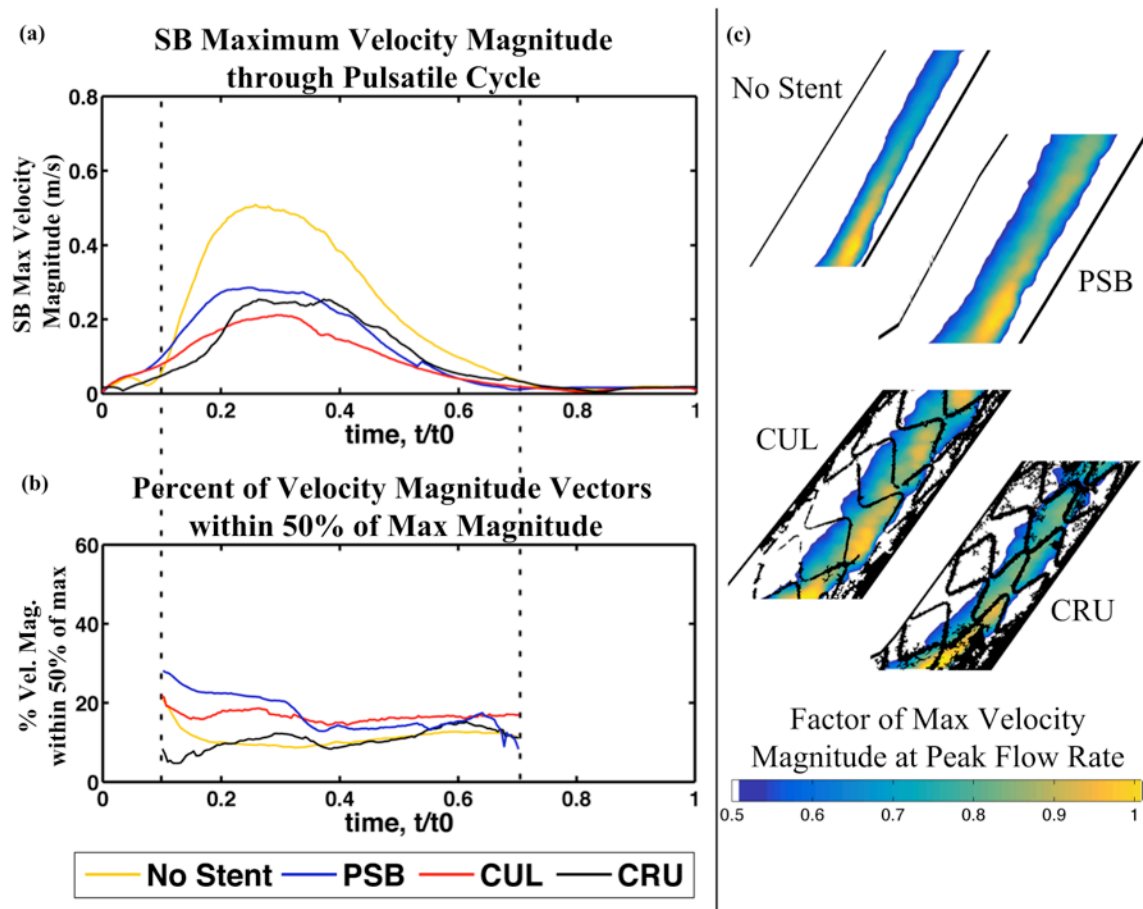 (a)
SB Maximum Velocity Magnitude
through Pulsatile Cycle
0.8
0.6
0.4
0.2
0
SB Max Velocity
Magnitude (m/s)
0 0.2 0.4 0.6 0.8 1
time, t/t0
(b)
Percent of Velocity Magnitude Vectors
within 50% of Max Magnitude
60
40
20
0
% Vel. Mag.
within 50% of max
0 0.2 0.4 0.6 0.8 1
time, t/t0
No Stent PSB CUL CRU
(c)
No Stent
PSB
CUL
CRU
Factor of Max Velocity
Magnitude at Peak Flow Rate
0.5 0.6 0.7 0.8 0.9 1